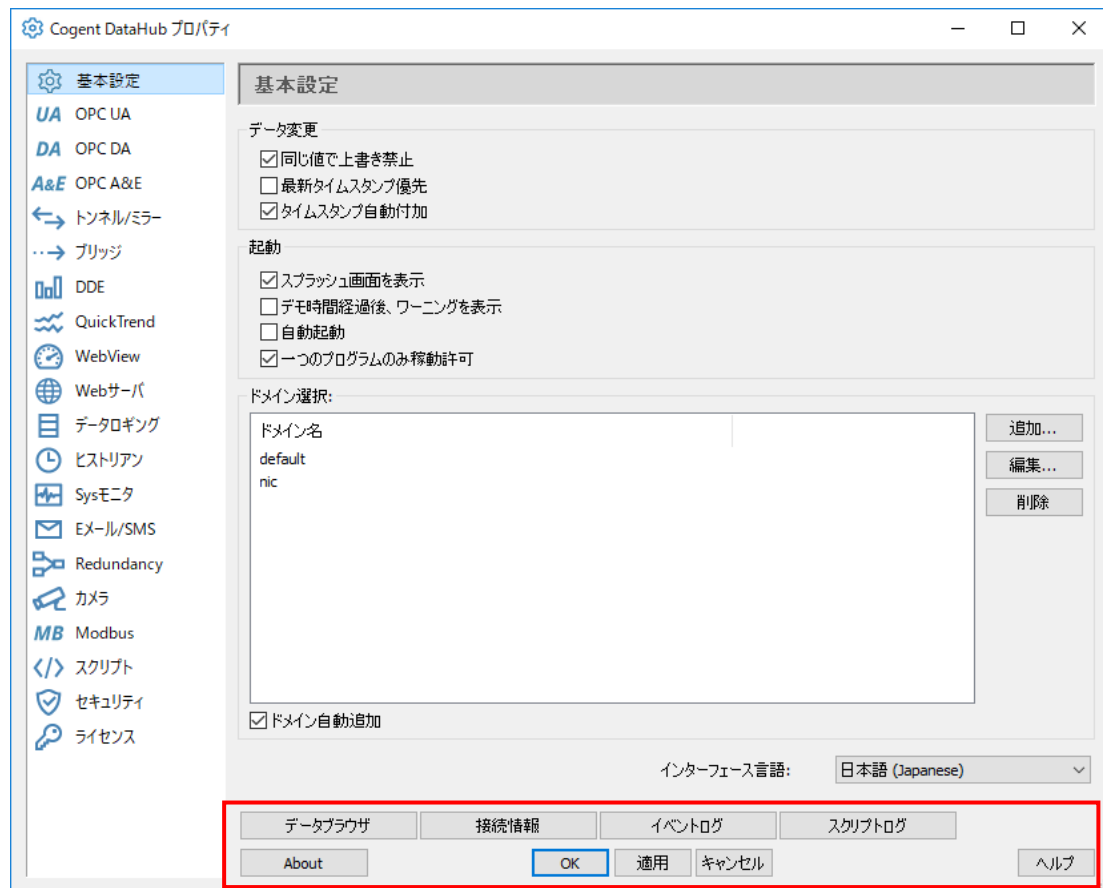 Cogent DataHub プロパティ
基本設定
UA OPC UA
DA OPC DA
A&E OPC A&E
トンネル/ミラー
ブリッジ
DDE
QuickTrend
WebView
Webサーバ
データロギング
ヒストリアン
Sysモニタ
Eメール/SMS
Redundancy
カメラ
MB Modbus
スクリプト
セキュリティ
ライセンス
基本設定
データ変更
同じ値で上書き禁止
最新タイムスタンプ優先
タイムスタンプ自動付加
起動
スプラッシュ画面を表示
デモ時間経過後、ワーニングを表示
自動起動
一つのプログラムのみ稼動許可
ドメイン選択:
ドメイン名
default
nic
追加...
編集...
削除
ドメイン自動追加
インターフェース言語: 日本語 (Japanese)
データブラウザ 接続情報 イベントログ スクリプトログ
About OK 適用 キャンセル ヘルプ